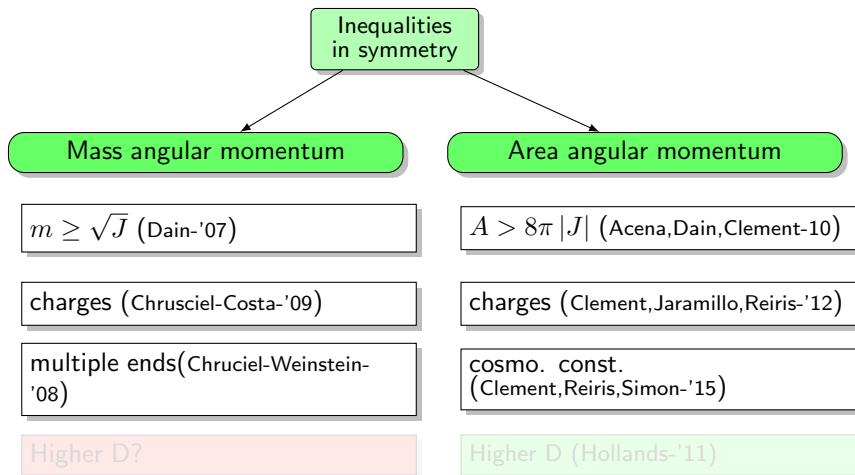 Inequalities
in symmetry
Mass angular momentum
Area angular momentum
m ≥ √J (Dain-'07)
A > 8π |J| (Acena,Dain,Clement-10)
charges (Chrusciel-Costa-'09)
charges (Clement,Jaramillo,Reiris-'12)
multiple ends(Chruciel-Weinstein-
'08)
cosmo. const.
(Clement,Reiris,Simon-'15)
Higher D?
Higher D (Hollands-'11)